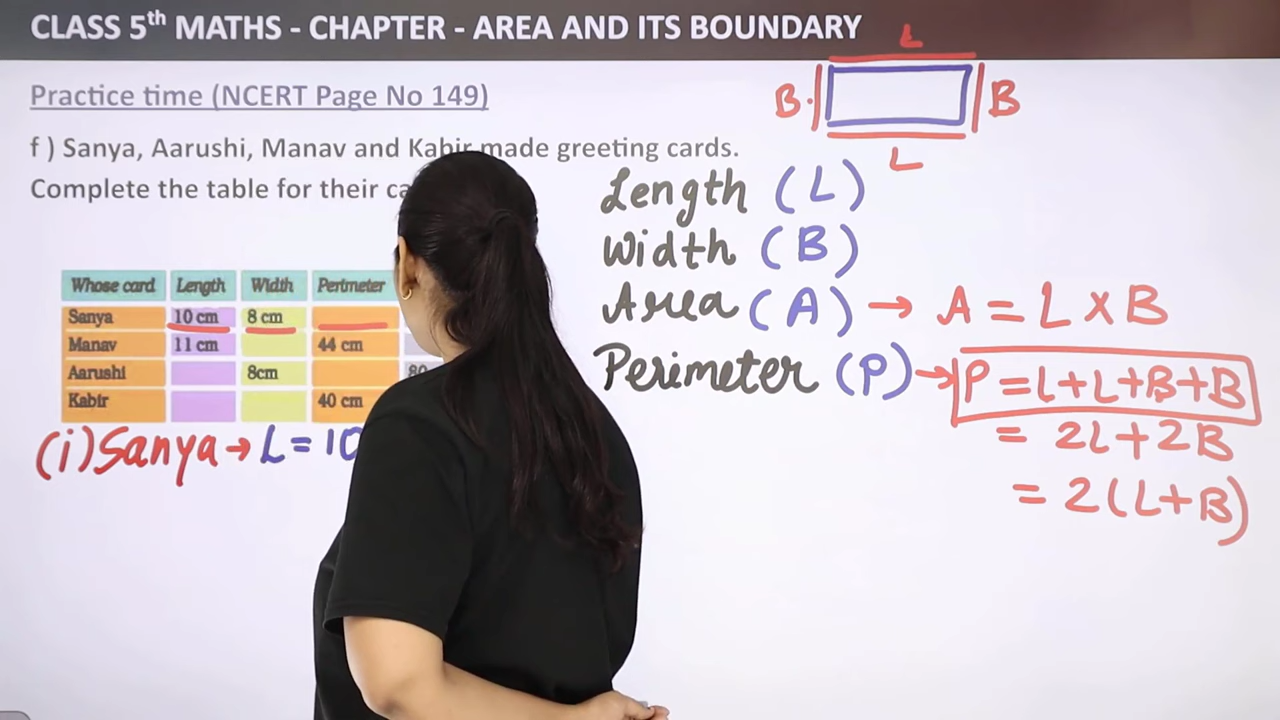 CLASS 5th MATHS - CHAPTER - AREA AND ITS BOUNDARY
Practice time (NCERT Page No 149)
f ) Sanya, Aarushi, Manav and Kabir made greeting cards.
Complete the table for their
Whose card Length Width Perimeter
Sanya 10 cm 8 cm
Manav 11 cm 44 cm
Aarushi 8cm 80
Kabir 40 cm
(i) Sanya → L = 10
L
B B
L
Length (L)
Width (B)
Area (A) → A = L × B
Perimeter (P) → P = L+L+B+B
= 2L+2B
= 2(L+B)